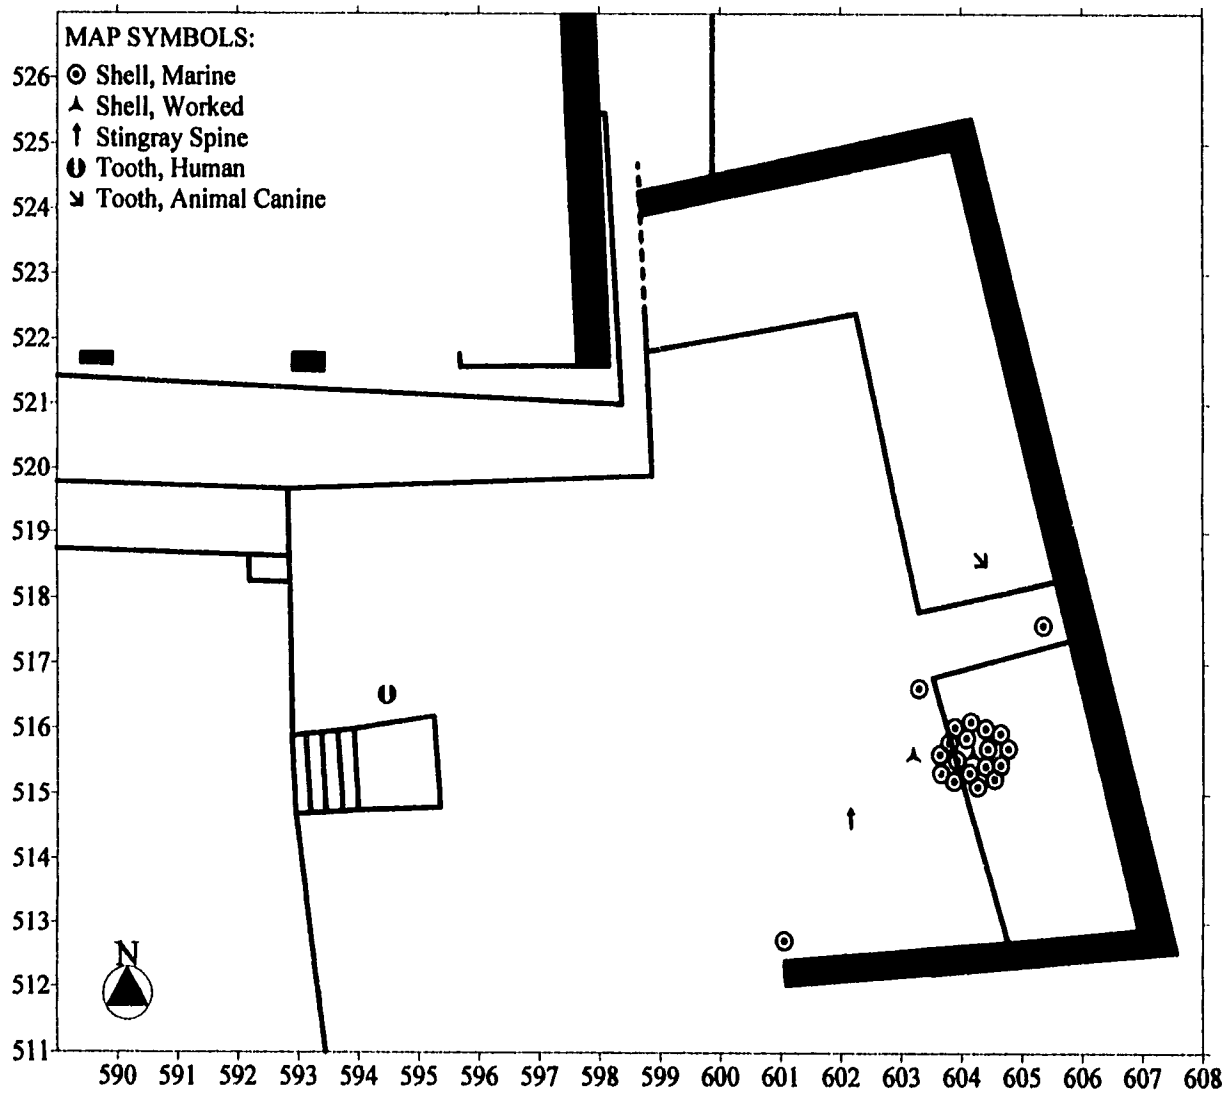 MAP SYMBOLS:
Shell, Marine
Shell, Worked
Stingray Spine
Tooth, Human
Tooth, Animal Canine
526
525
524
523
522
521
520
519
518
517
516
515
514
513
512
511
N
590 591 592 593 594 595 596 597 598 599 600 601 602 603 604 605 606 607 608